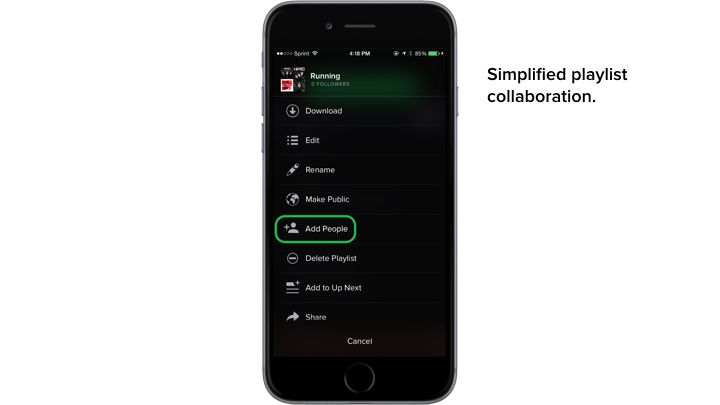 Sprint 4:18 PM 85%
Running
0 FOLLOWERS
Download
Edit
Rename
Make Public
Add People
Delete Playlist
Add to Up Next
Share
Cancel
Simplified playlist
collaboration.